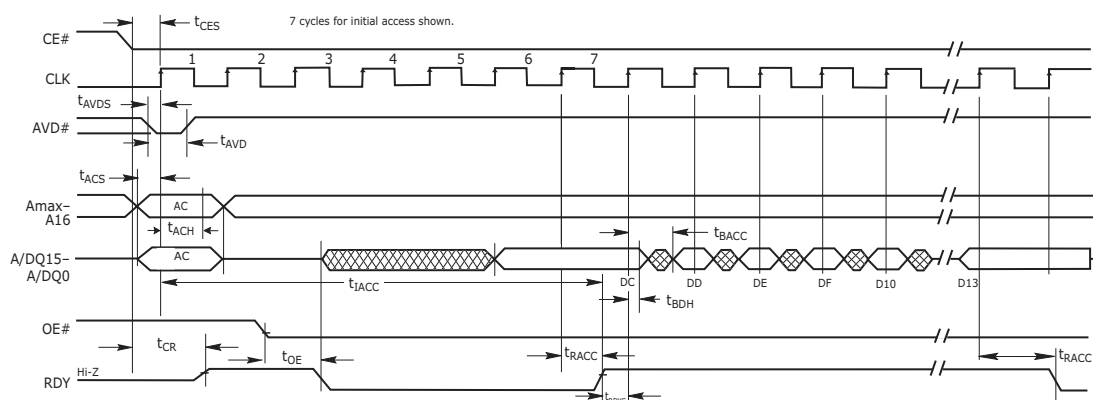 7 cycles for initial access shown.
tCES
CE#
1 2 3 4 5 6 7
CLK
tAVDS
AVD#
tAVD
tACS
Amax–
A16
AC
tACH
A/DQ15–
A/DQ0
AC
tBACC
DC DD DE DF D10 D13
tIACC
tBDH
OE#
tCR
tOE
tRACC
tRACC
Hi-Z
RDY